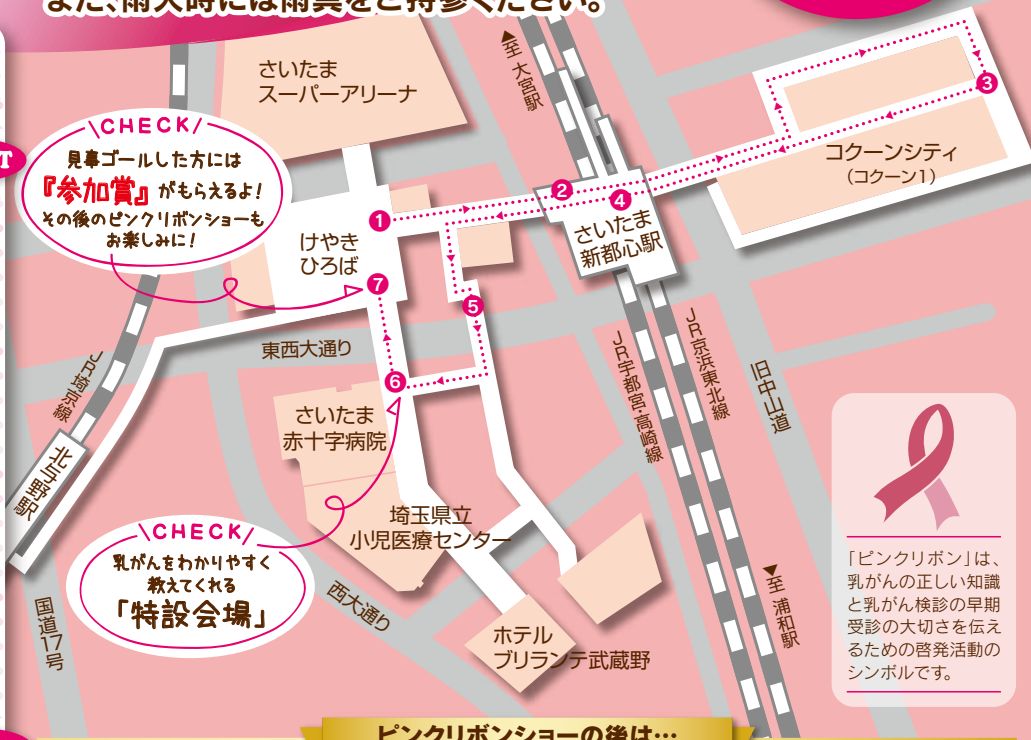 また、雨天時には雨具をご持参ください。
▲至 大宮駅
さいたま
スーパーアリーナ
\CHECK/
見事ゴールした方には
『参加賞』がもらえるよ!
その後のピンクリボンショーも
お楽しみに!
T
❶
❷
❸
❹
コクーンシティ
(コクーン1)
けやき
ひろば
さいたま
新都心駅
❼
❺
東西大通り
❻
JR埼京線
JR宇都宮・高崎線
JR京浜東北線
旧中山道
さいたま
赤十字病院
北与野駅
埼玉県立
小児医療センター
\CHECK/
乳がんをわかりやすく
教えてくれる
「特設会場」
国道17号
西大通り
ホテル
ブリランテ武蔵野
▼至 浦和駅
「ピンクリボン」は、
乳がんの正しい知識
と乳がん検診の早期
受診の大切さを伝え
るための啓発活動の
シンボルです。
ピンクリボンショーの後は…